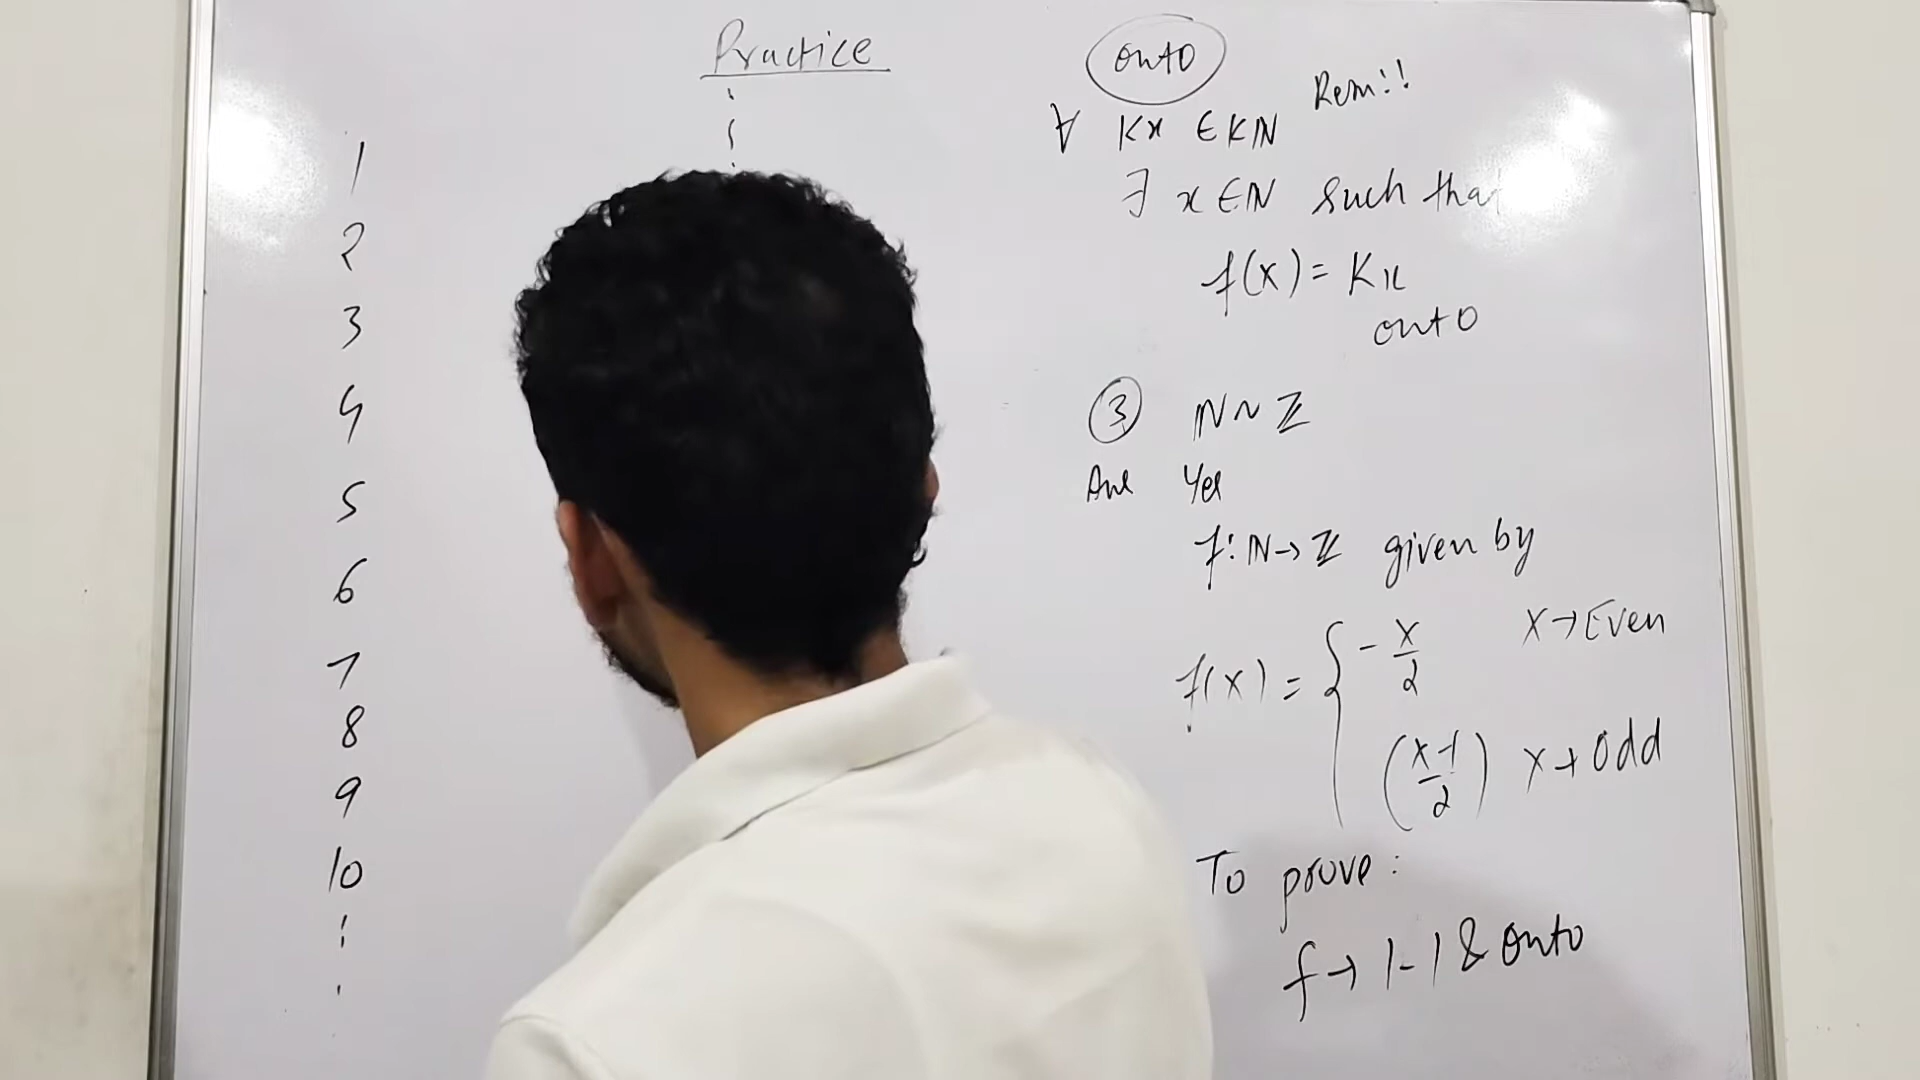 Practice
1
2
3
4
5
6
7
8
9
10
onto
Rem!!
∀ Kx ∈ KN
∃ x ∈ N such that
f(x) = Kx
onto
③ N ~ Z
Ans Yes
f: N → Z given by
f(x) = { -x/2 x → Even
(x-1/2) x → Odd
To prove:
f → 1-1 & onto